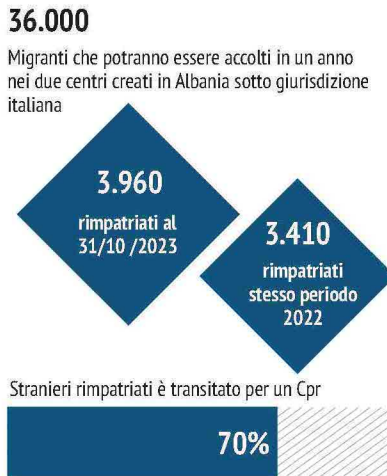 36.000
Migranti che potranno essere accolti in un anno
nei due centri creati in Albania sotto giurisdizione
italiana
3.960
rimpatriati al
31/10 /2023
3.410
rimpatriati
stesso periodo
2022
Stranieri rimpatriati è transitato per un Cpr
70%